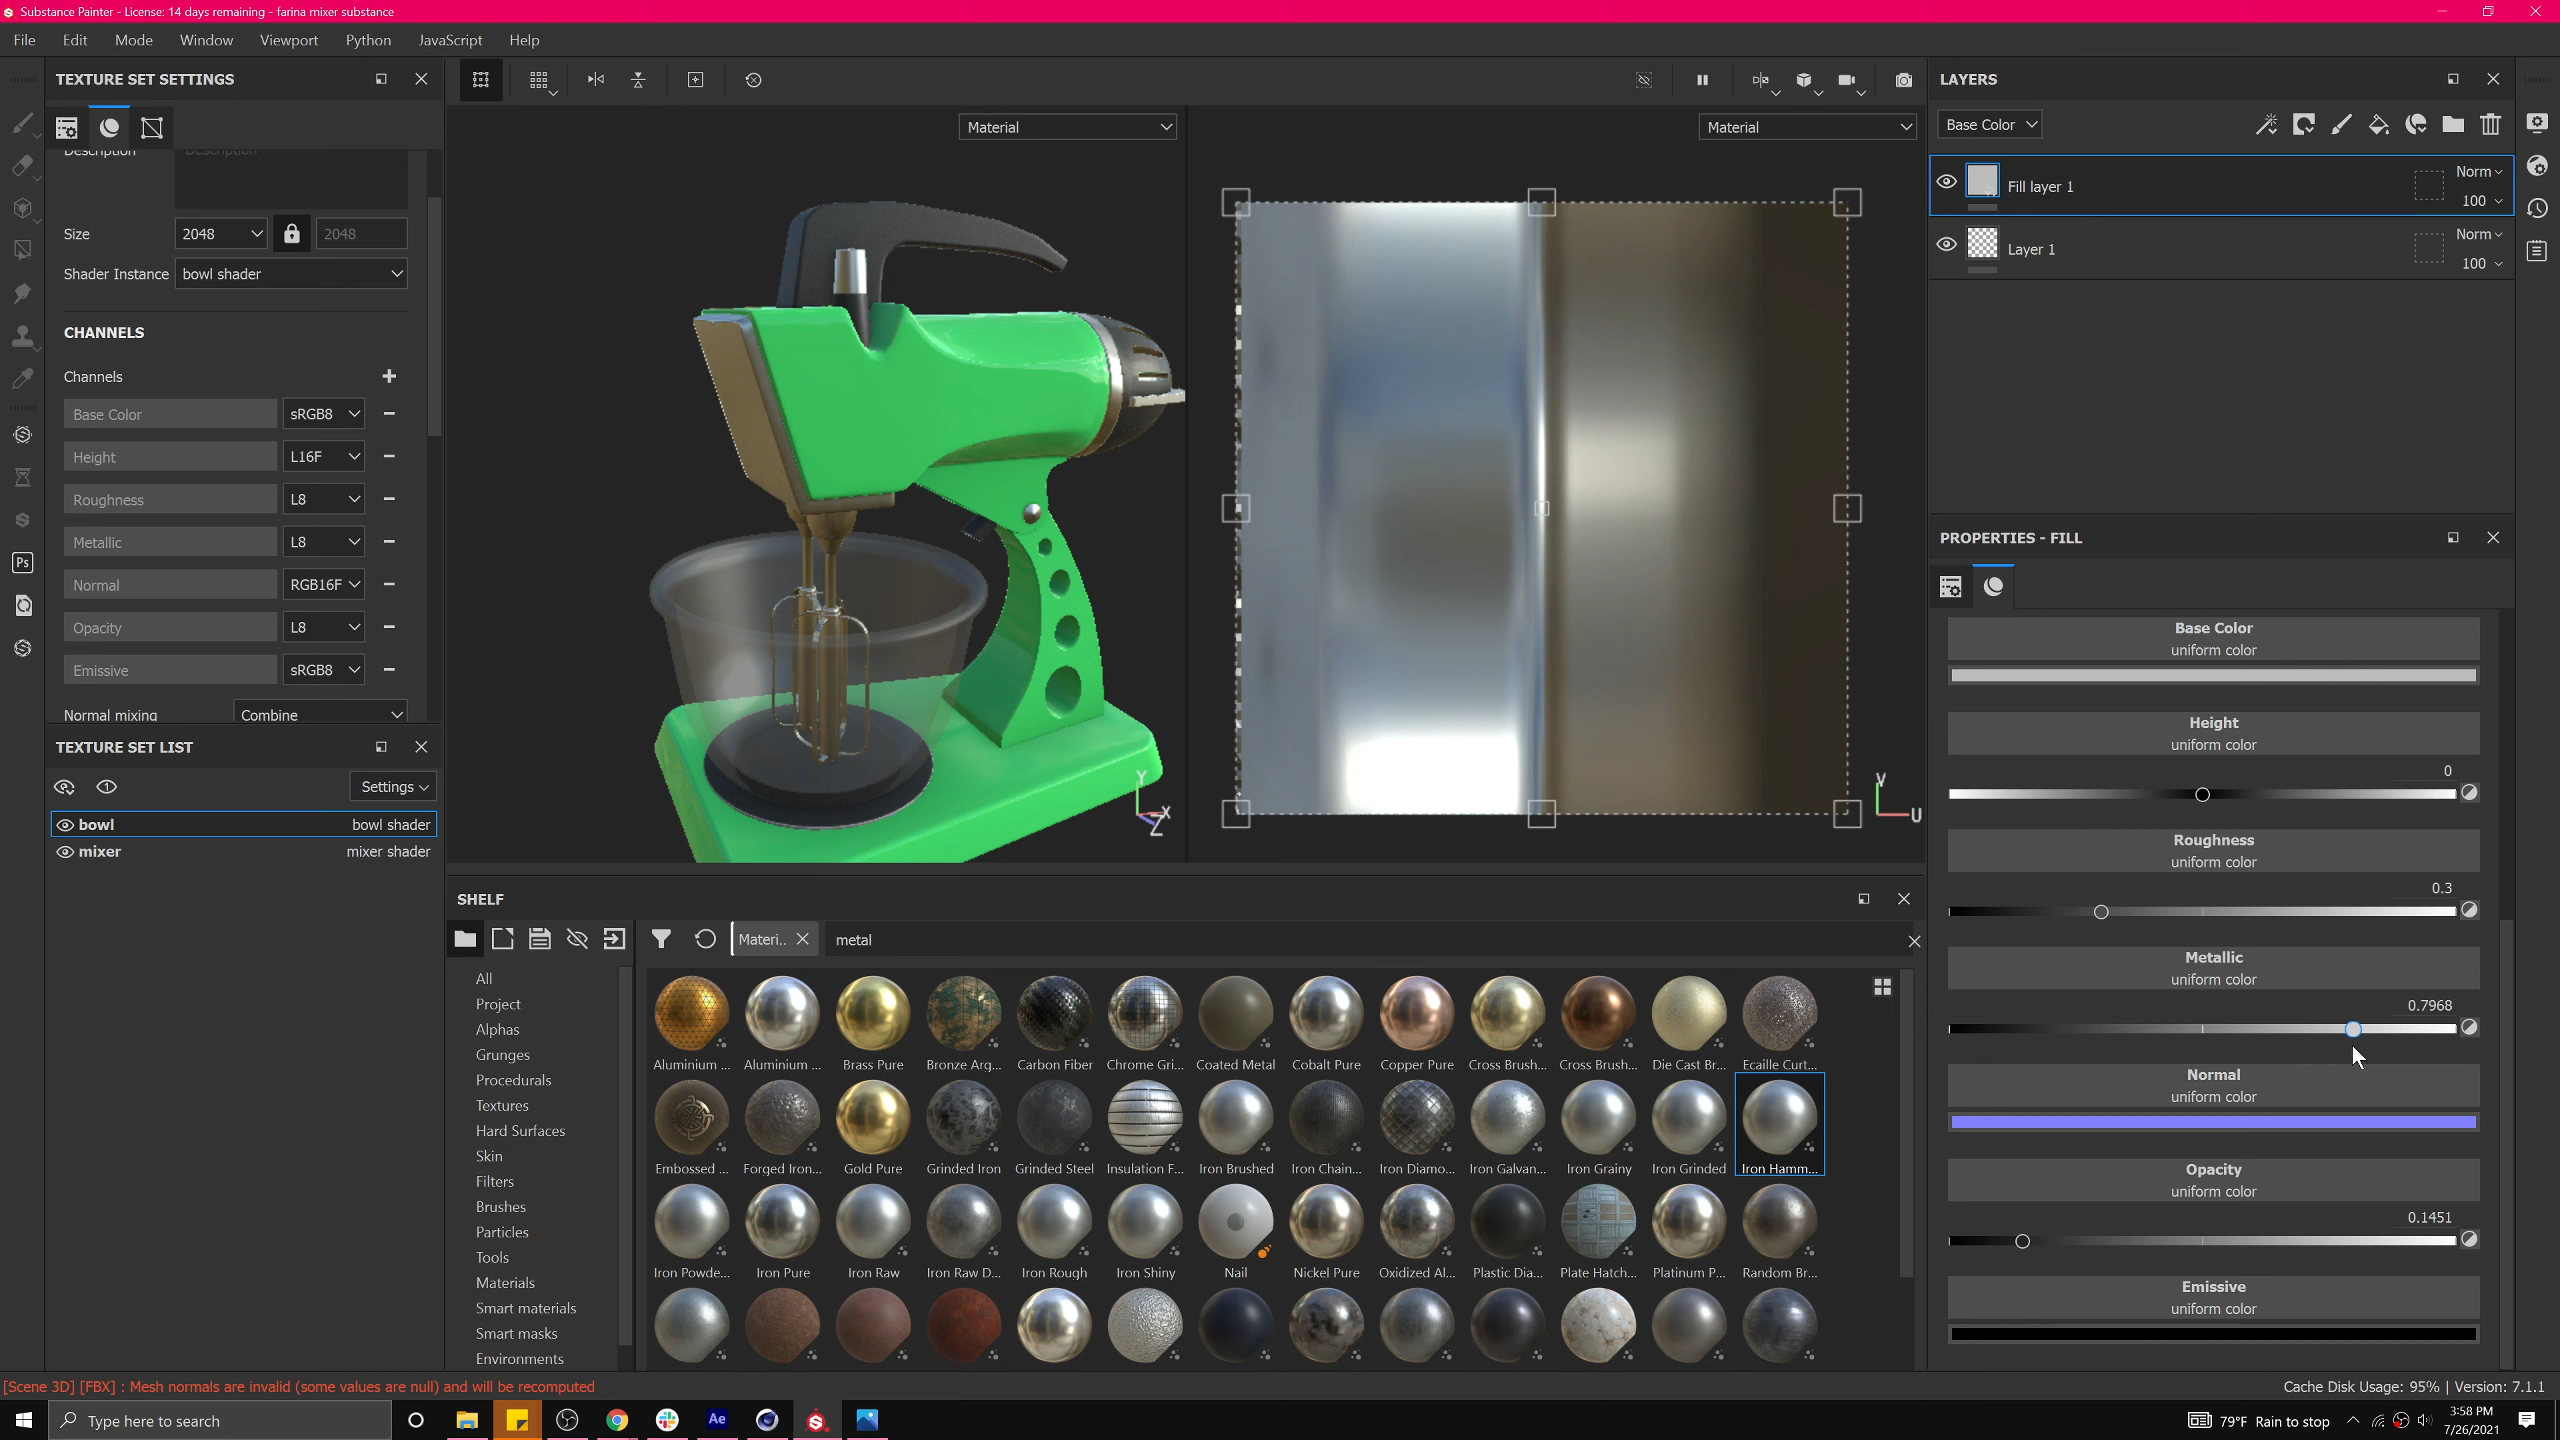 Substance Painter - License: 14 days remaining - farina mixer substance
File Edit Mode Window Viewport Python JavaScript Help
TEXTURE SET SETTINGS
Description
Description
Size
2048
2048
Shader Instance
bowl shader
CHANNELS
Channels
Base Color
sRGB8
Height
L16F
Roughness
L8
Metallic
L8
Normal
RGB16F
Opacity
L8
Emissive
sRGB8
Normal mixing
Combine
TEXTURE SET LIST
Settings
bowl
bowl shader
mixer
mixer shader
Material
Material
Y
X
Z
V
U
SHELF
Materi..
metal
All
Project
Alphas
Grunges
Procedurals
Textures
Hard Surfaces
Skin
Filters
Brushes
Particles
Tools
Materials
Smart materials
Smart masks
Environments
Aluminium ...
Aluminium ...
Brass Pure
Bronze Arg...
Carbon Fiber
Chrome Gri...
Coated Metal
Cobalt Pure
Copper Pure
Cross Brush...
Cross Brush...
Die Cast Br...
Ecaille Curt...
Embossed ...
Forged Iron...
Gold Pure
Grinded Iron
Grinded Steel
Insulation F...
Iron Brushed
Iron Chain...
Iron Diamo...
Iron Galvan...
Iron Grainy
Iron Grinded
Iron Hamm...
Iron Powde...
Iron Pure
Iron Raw
Iron Raw D...
Iron Rough
Iron Shiny
Nail
Nickel Pure
Oxidized Al...
Plastic Dia...
Plate Hatch...
Platinum P...
Random Br...
LAYERS
Base Color
Fill layer 1
Norm
100
Layer 1
Norm
100
PROPERTIES - FILL
Base Color
uniform color
Height
uniform color
0
Roughness
uniform color
0.3
Metallic
uniform color
0.7968
Normal
uniform color
Opacity
uniform color
0.1451
Emissive
uniform color
[Scene 3D] [FBX] : Mesh normals are invalid (some values are null) and will be recomputed
Cache Disk Usage: 95% | Version: 7.1.1
Type here to search
Ps
Ae
79°F Rain to stop
3:58 PM
7/26/2021